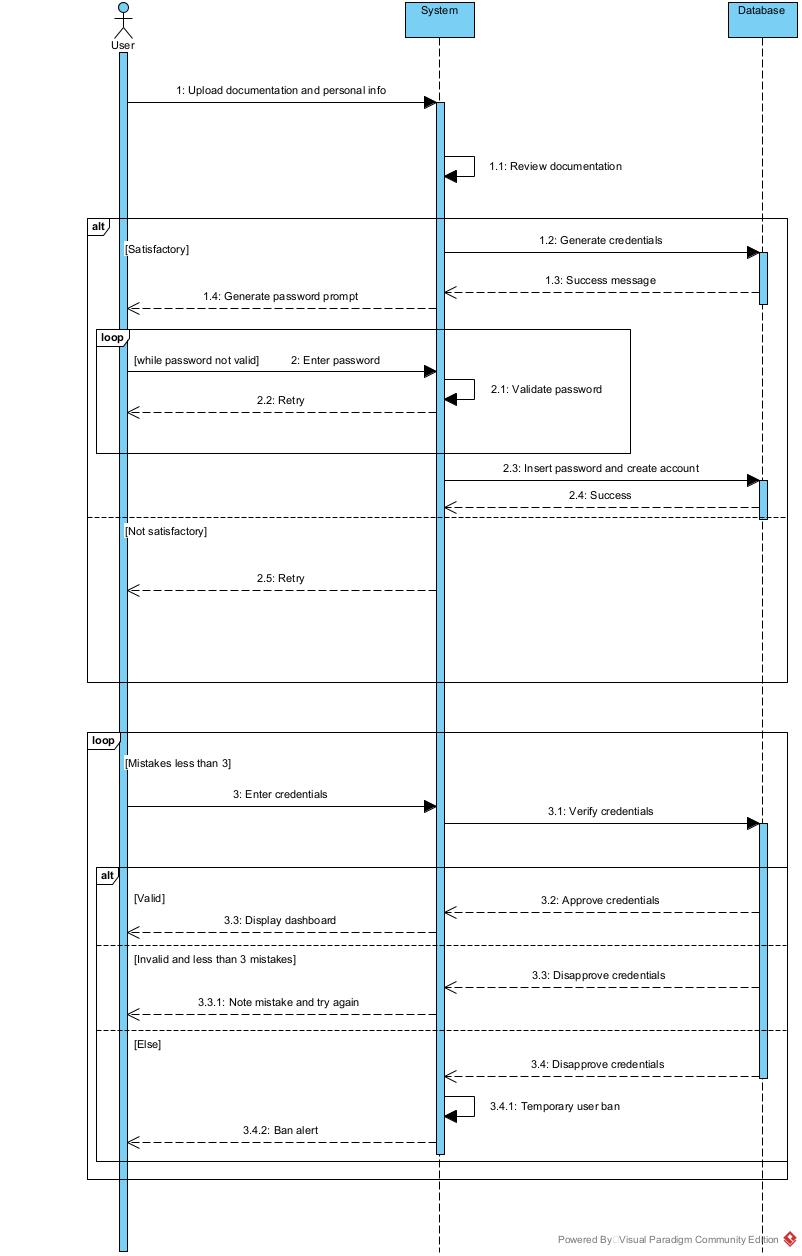 User
System
Database
1: Upload documentation and personal info
1.1: Review documentation
alt
[Satisfactory]
1.2: Generate credentials
1.3: Success message
1.4: Generate password prompt
loop
[while password not valid]
2: Enter password
2.1: Validate password
2.2: Retry
2.3: Insert password and create account
2.4: Success
[Not satisfactory]
2.5: Retry
loop
[Mistakes less than 3]
3: Enter credentials
3.1: Verify credentials
alt
[Valid]
3.2: Approve credentials
3.3: Display dashboard
[Invalid and less than 3 mistakes]
3.3: Disapprove credentials
3.3.1: Note mistake and try again
[Else]
3.4: Disapprove credentials
3.4.1: Temporary user ban
3.4.2: Ban alert
Powered By Visual Paradigm Community Edition